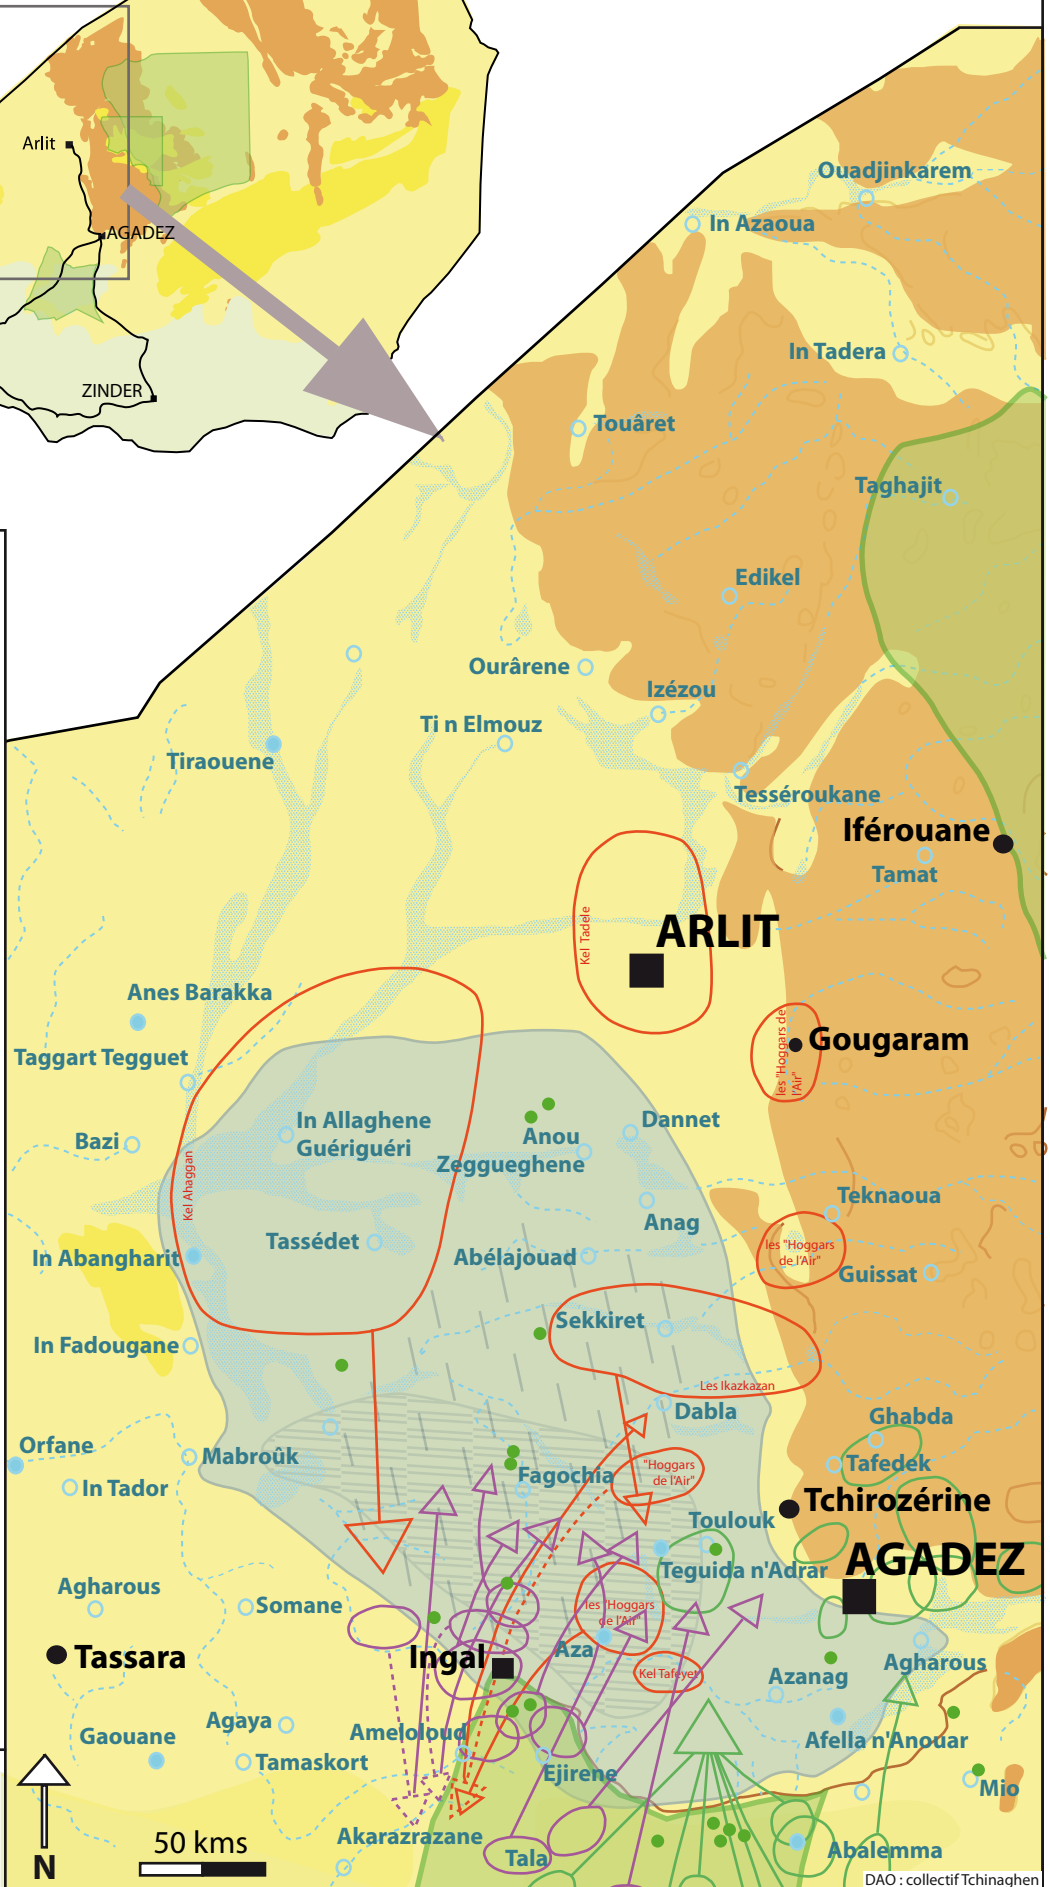 Arlit
AGADEZ
ZINDER
Ouadjinkarem
In Azaoua
In Tadera
Touâret
Taghajit
Edikel
Ourârene
Izézou
Ti n Elmouz
Tiraouene
Tesséroukane
Iférouane
Tamat
Kel Tadele
ARLIT
Anes Barakka
les "Hoggars de
l'Air"
Gougaram
Taggart Tegguet
In Allaghene
Guériguéri
Dannet
Bazi
Anou
Zeggueghene
Kel Ahaggan
Teknaoua
Anag
Tassédet
les "Hoggars
de l'Air"
In Abangharit
Abélajouad
Guissat
Sekkiret
In Fadougane
Les Ikazkazan
Dabla
Ghabda
Orfane
Mabroûk
Tafedek
"Hoggars
de l'Air"
Fagochia
In Tador
Tchirozérine
Toulouk
AGADEZ
Teguida n'Adrar
Agharous
Somane
les "Hoggars
de l'Air"
Tassara
Ingal
Aza
Agharous
Kel Tafeyet
Azanag
Agaya
Gaouane
Ameloloud
Afella n'Anouar
Tamaskort
Ejirene
Mio
50 kms
N
Akarazrazane
Tala
Abalemma
DAO : collectif Tchinaghen